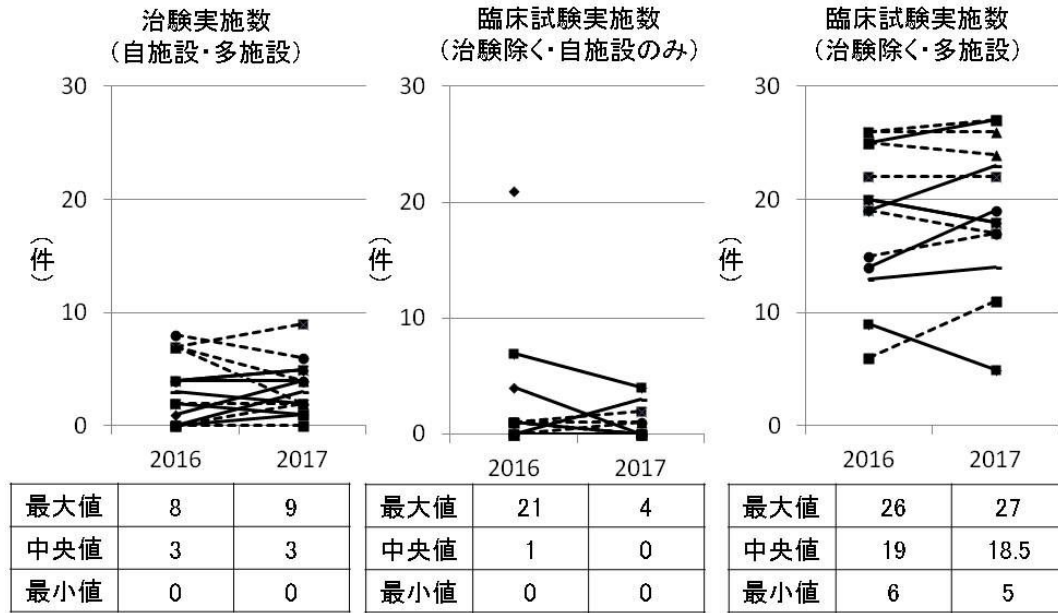 治験実施数
（自施設・多施設）
30
20
10
0
（件）
2016 2017
最大値 8 9
中央値 3 3
最小値 0 0
臨床試験実施数
（治験除く・自施設のみ）
30
20
10
0
（件）
2016 2017
最大値 21 4
中央値 1 0
最小値 0 0
臨床試験実施数
（治験除く・多施設）
30
20
10
0
（件）
2016 2017
最大値 26 27
中央値 19 18.5
最小値 6 5